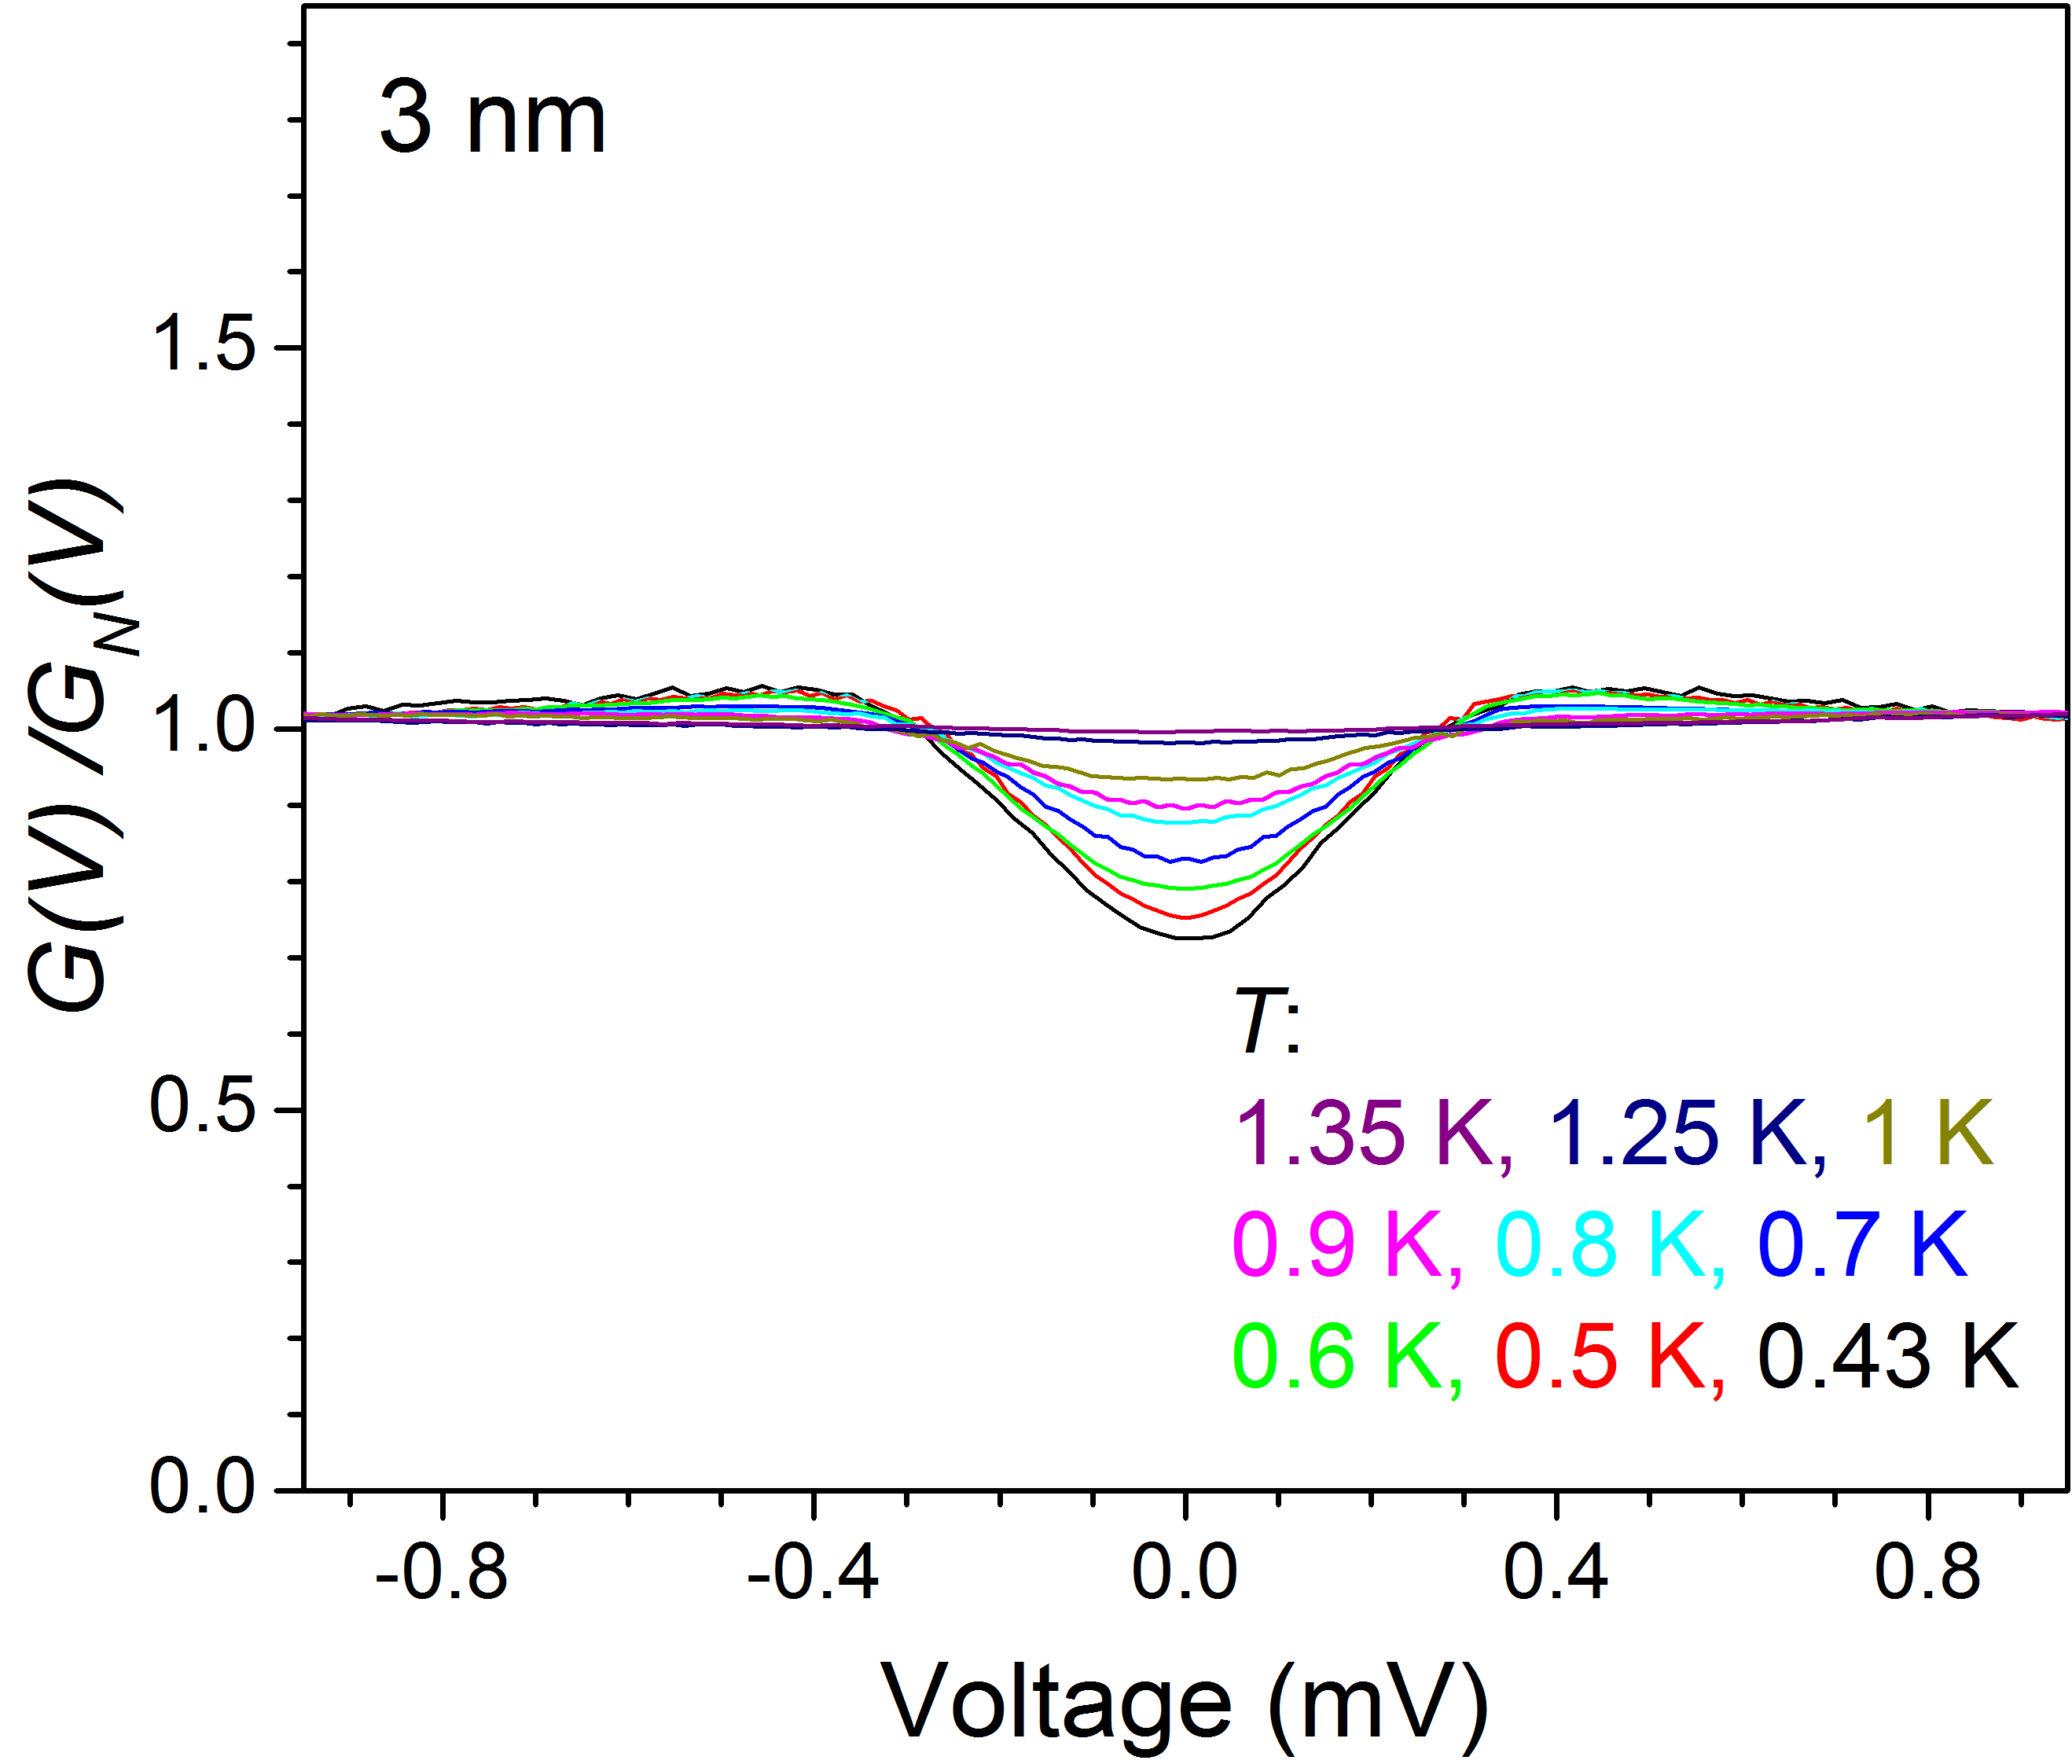 3 nm
G(V) /G_N(V)
1.5
1.0
0.5
0.0
T:
1.35 K, 1.25 K, 1 K
0.9 K, 0.8 K, 0.7 K
0.6 K, 0.5 K, 0.43 K
-0.8 -0.4 0.0 0.4 0.8
Voltage (mV)